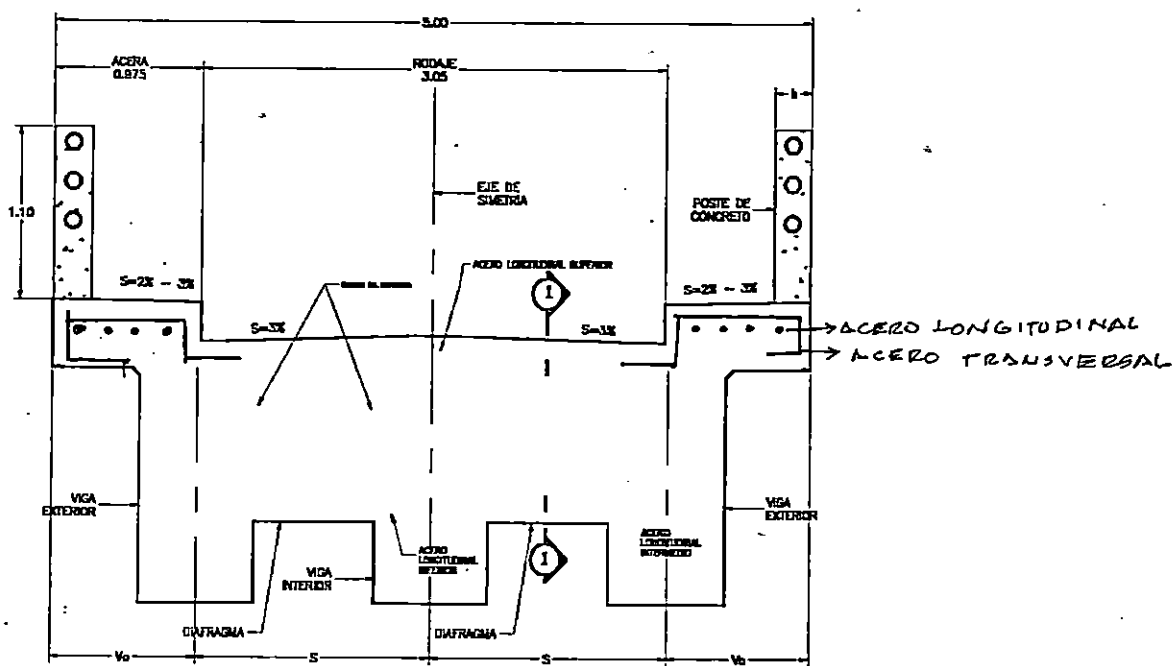 5.00
ACERA
0.975
RODAJE
3.05
b
1.10
EJE DE
SIMETRIA
POSTE DE
CONCRETO
ACERO LONGITUDINAL SUPERIOR
S=2% - 3%
1
S=2% - 3%
S=3%
S=3%
ACERO LONGITUDINAL
ACERO TRANSVERSAL
VIGA
EXTERIOR
VIGA
EXTERIOR
ACERO
LONGITUDINAL
INFERIOR
ACERO
LONGITUDINAL
INTERMEDIO
1
VIGA
INTERIOR
DIAFRAGMA
DIAFRAGMA
Vo
S
S
Vo